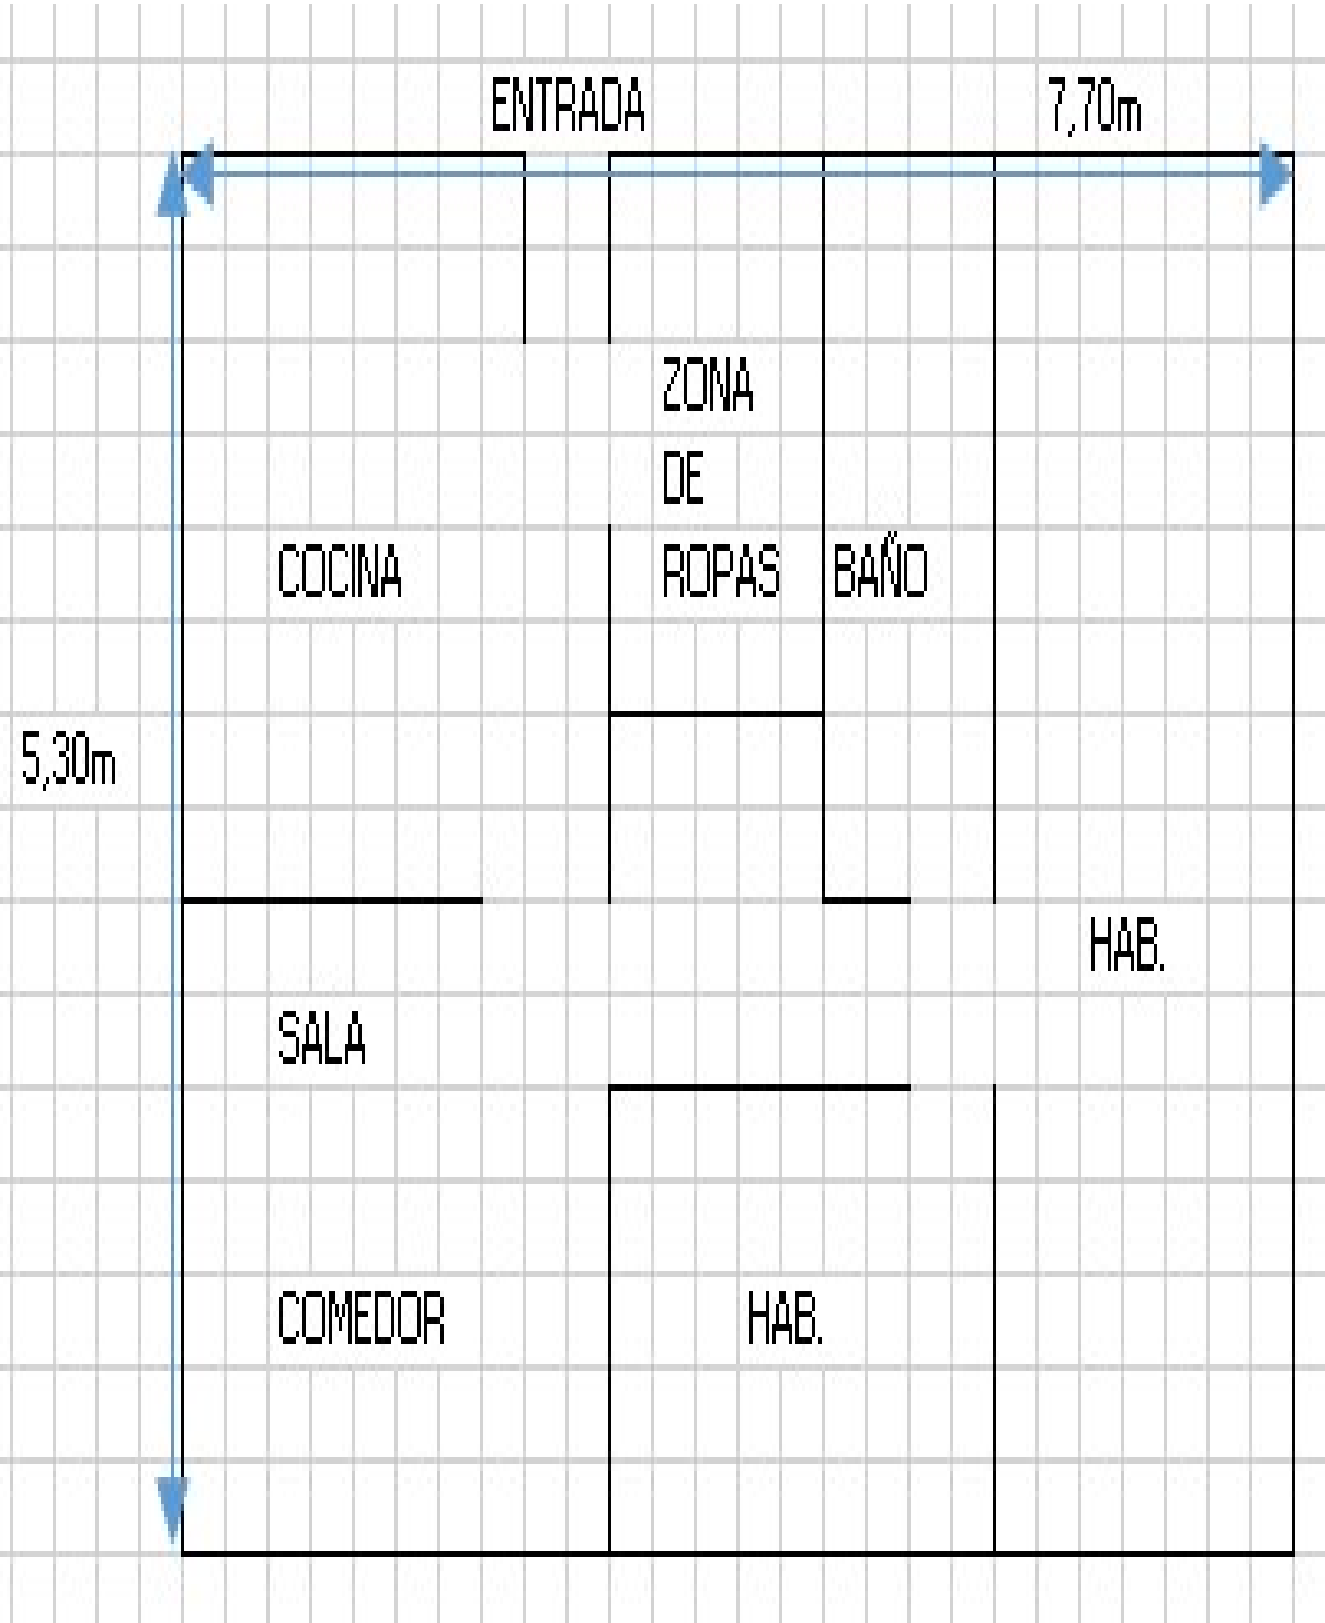 ENTRADA
7,70m
ZONA
DE
ROPAS
BAÑO
COCINA
5,30m
HAB.
SALA
COMEDOR
HAB.